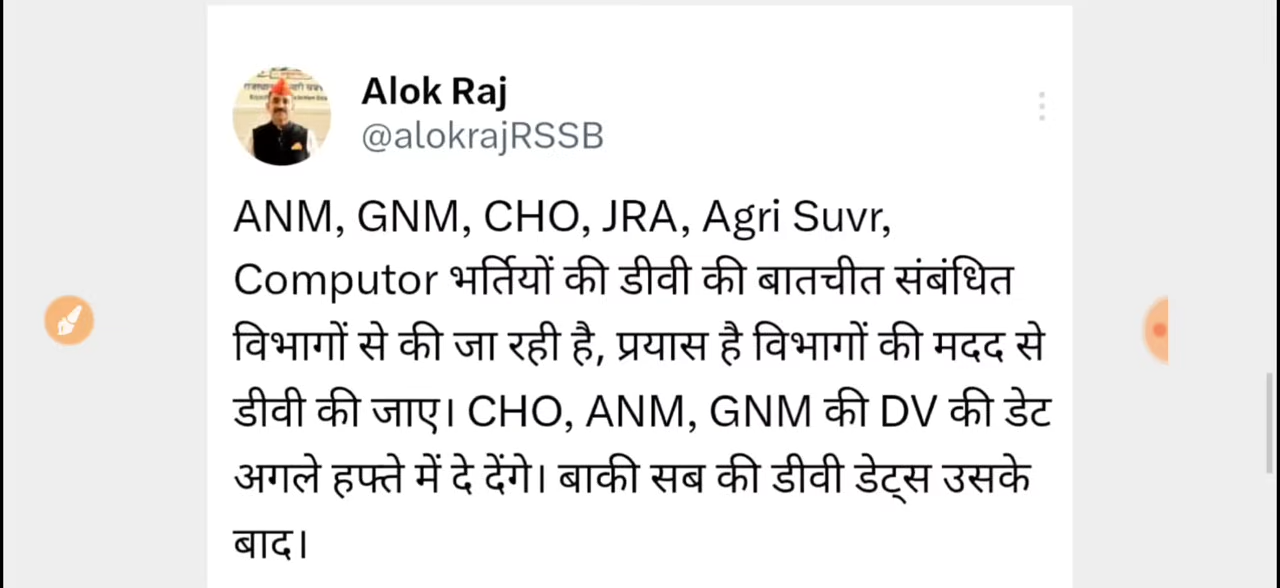 Alok Raj
@alokrajRSSB
ANM, GNM, CHO, JRA, Agri Suvr,
Computor भर्तियों की डीवी की बातचीत संबंधित
विभागों से की जा रही है, प्रयास है विभागों की मदद से
डीवी की जाए। CHO, ANM, GNM की DV की डेट
अगले हफ्ते में दे देंगे। बाकी सब की डीवी डेट्स उसके
बाद।